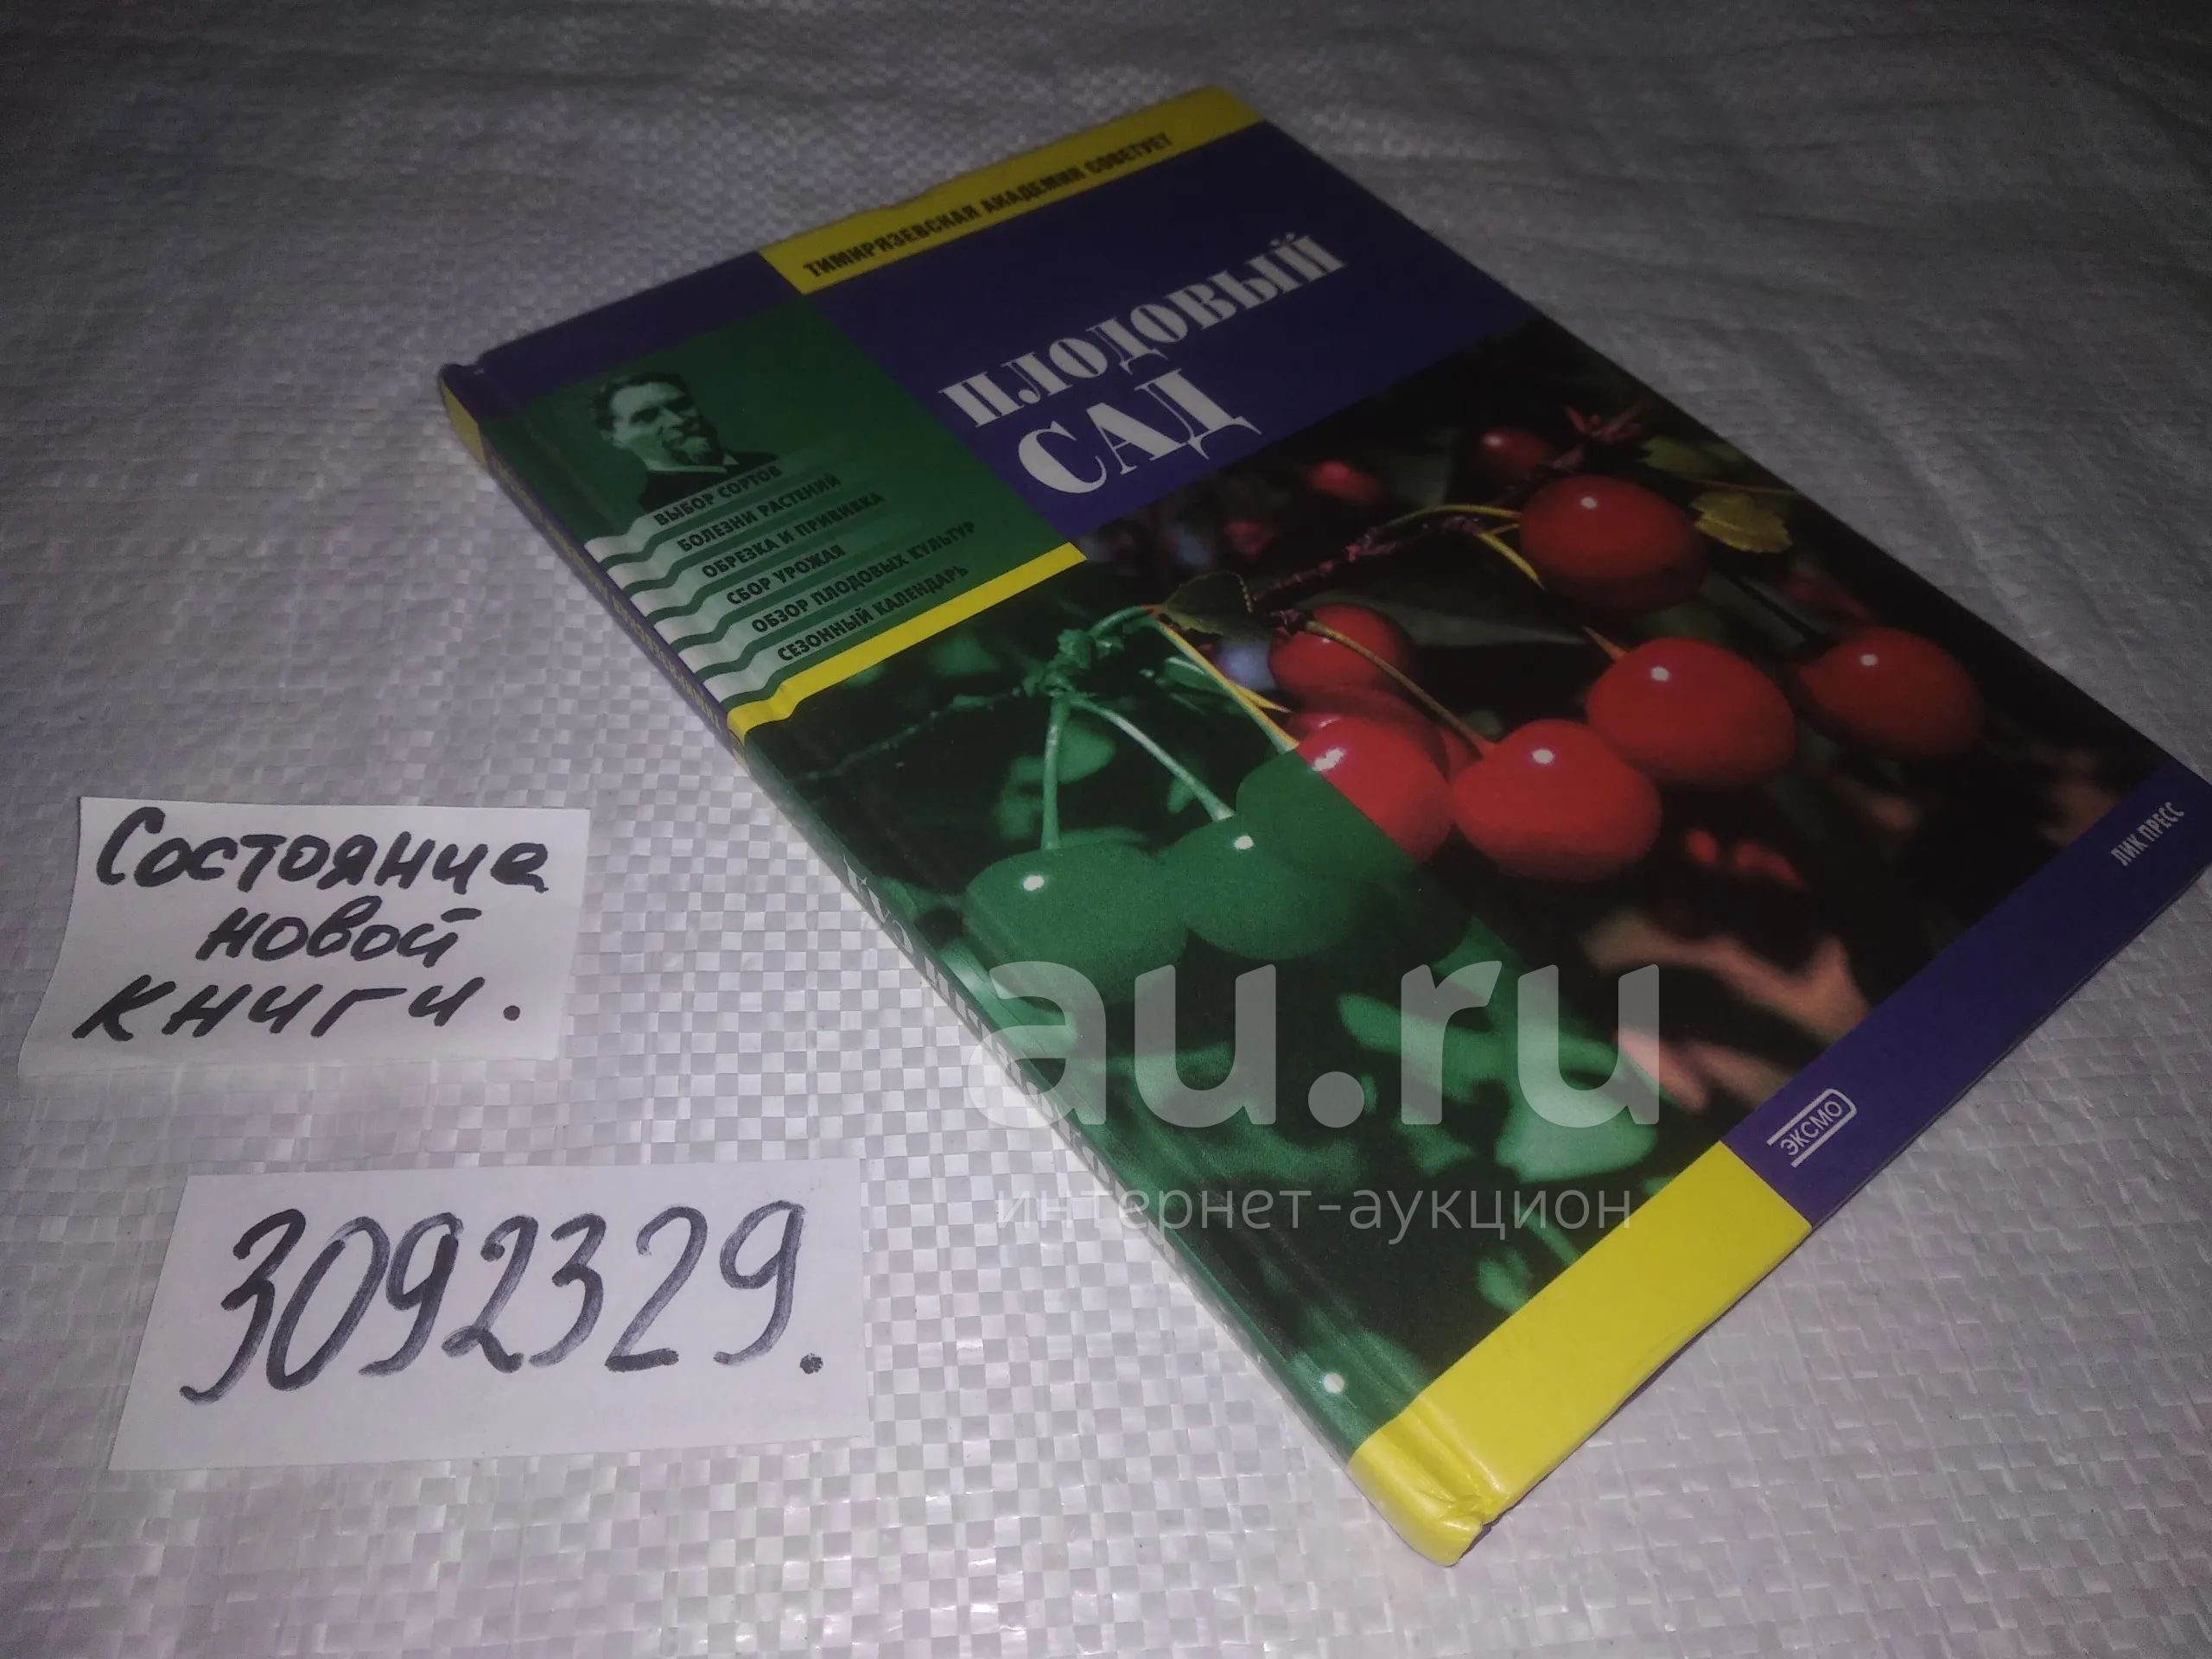 ТИМИРЯЗЕВСКАЯ АКАДЕМИЯ СОВЕТУЕТ
ПЛОДОВЫЙ
САД
ВЫБОР СОРТОВ
БОЛЕЗНИ РАСТЕНИЙ
ОБРЕЗКА И ПРИВИВКА
СБОР УРОЖАЯ
ОБЗОР ПЛОДОВЫХ КУЛЬТУР
СЕЗОННЫЙ КАЛЕНДАРЬ
ЛИК ПРЕСС
ЭКСМО
Состояние
новой
книги.
3092329.
au.ru
интернет-аукцион